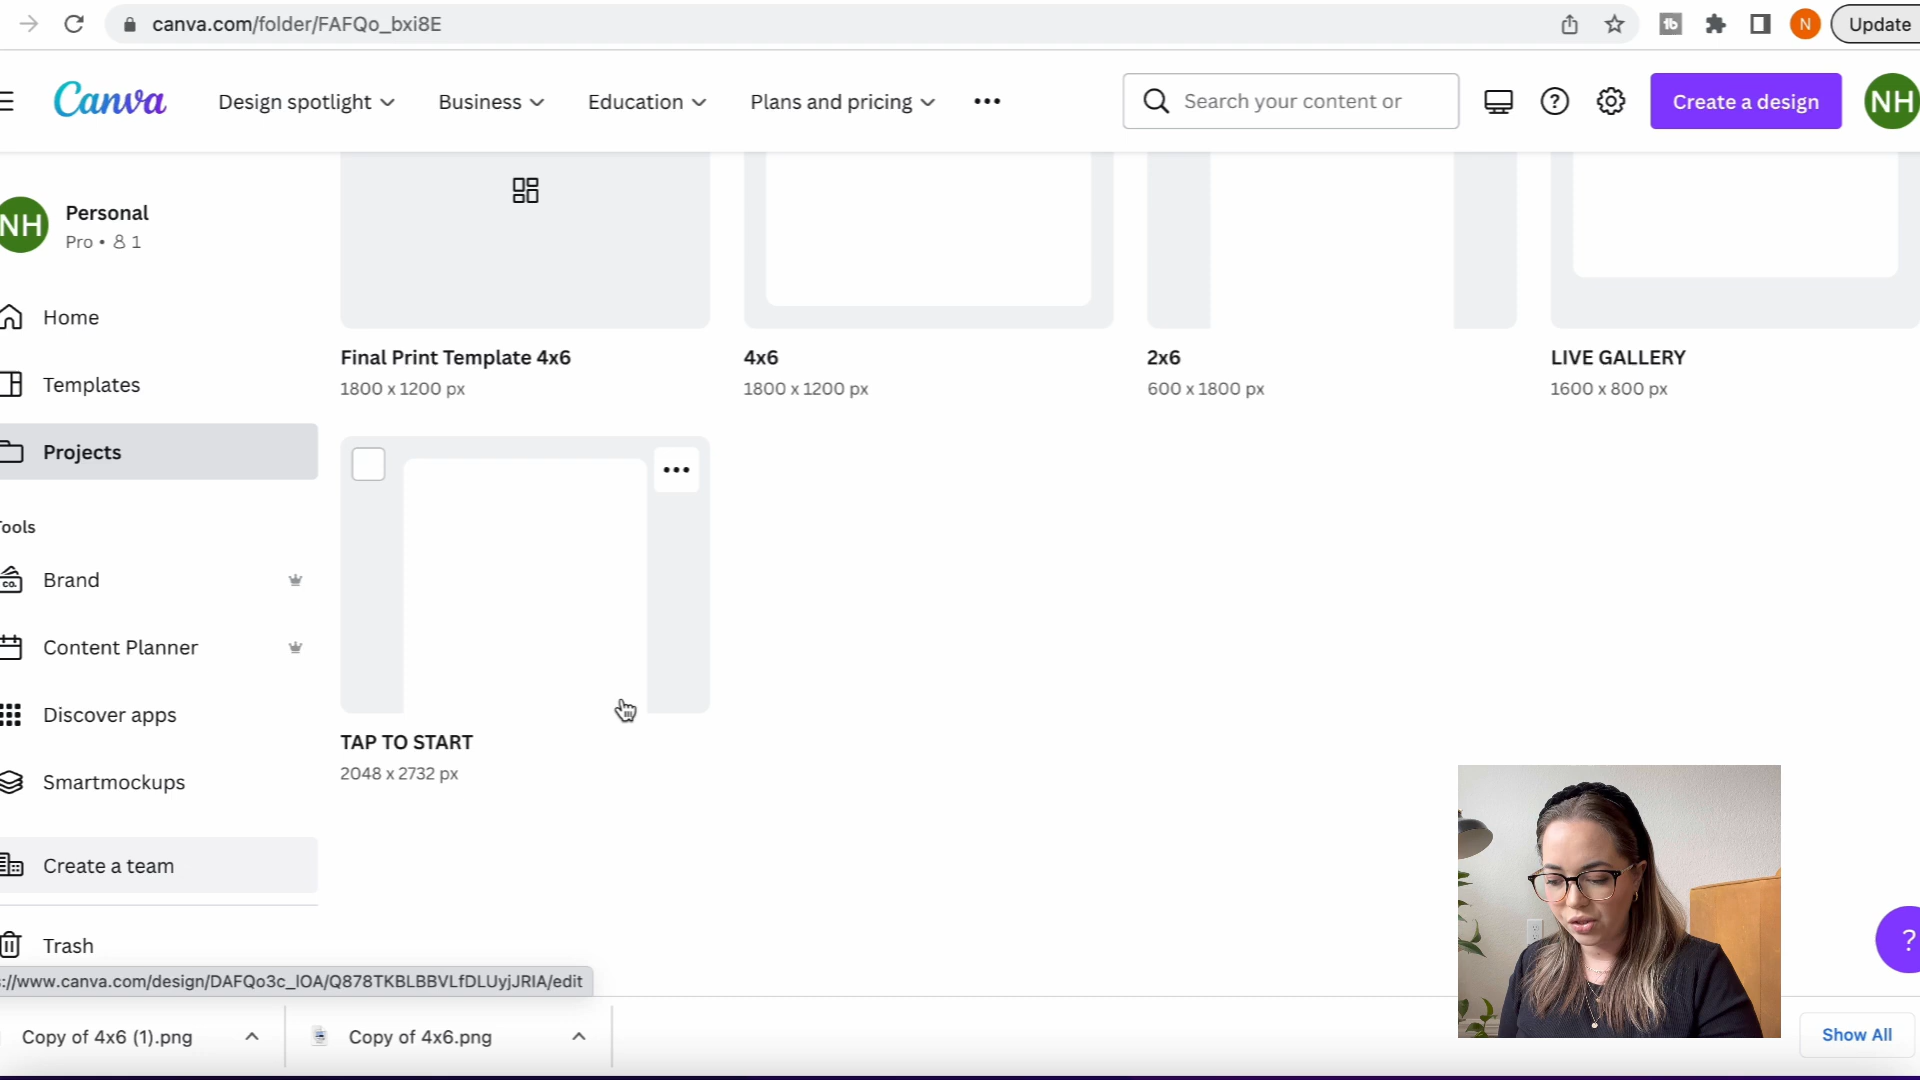 canva.com/folder/FAFQo_bxi8E
N
Update
Canva
Design spotlight
Business
Education
Plans and pricing
Search your content or
Create a design
NH
NH
Personal
Pro • 1
Home
Templates
Projects
Tools
Brand
CO.
Content Planner
Discover apps
Smartmockups
Create a team
Trash
Final Print Template 4x6
1800 x 1200 px
4x6
1800 x 1200 px
2x6
600 x 1800 px
LIVE GALLERY
1600 x 800 px
TAP TO START
2048 x 2732 px
?
://www.canva.com/design/DAFQo3c_lOA/Q878TKBLBBVLfDLUyjJRIA/edit
Copy of 4x6 (1).png
Copy of 4x6.png
Show All